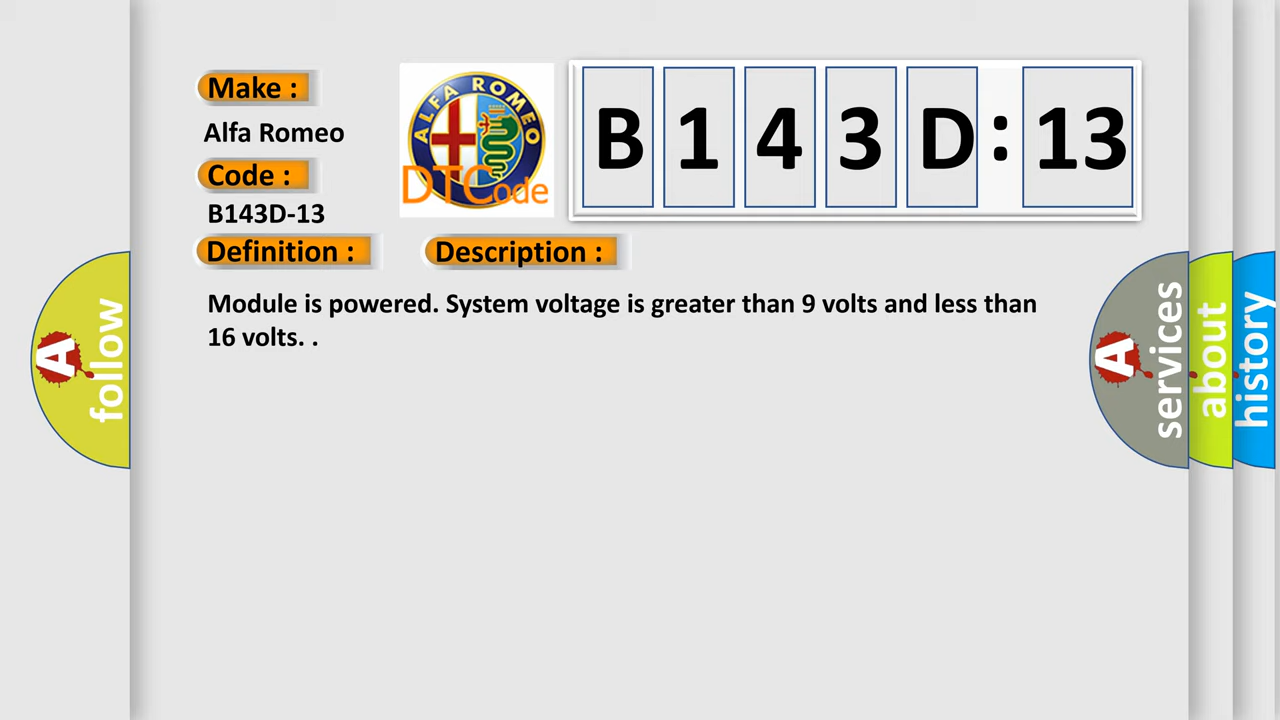 Make :
Alfa Romeo
Code :
B143D-13
Definition :
Description :
Module is powered. System voltage is greater than 9 volts and less than
16 volts. .
ALFA ROMEO
DTCode
B 1 4 3 D : 13
A follow
A services
about
history